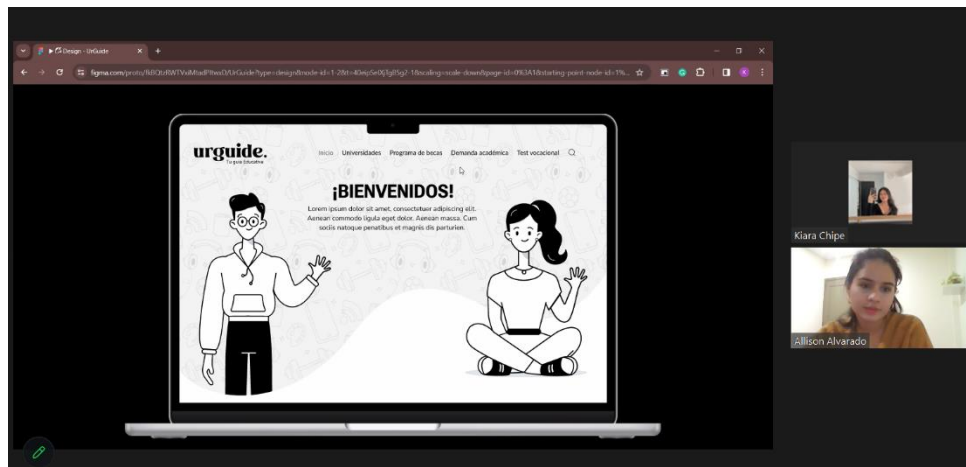 Design - UrGuide
urguide.
Tu guía Educativa
Inicio Universidades Programa de becas Demanda académica Test vocacional
¡BIENVENIDOS!
Lorem ipsum dolor sit amet, consectetuer adipiscing elit.
Aenean commodo ligula eget dolor. Aenean massa. Cum
sociis natoque penatibus et magnis dis parturien.
Kiara Chipe
Allison Alvarado